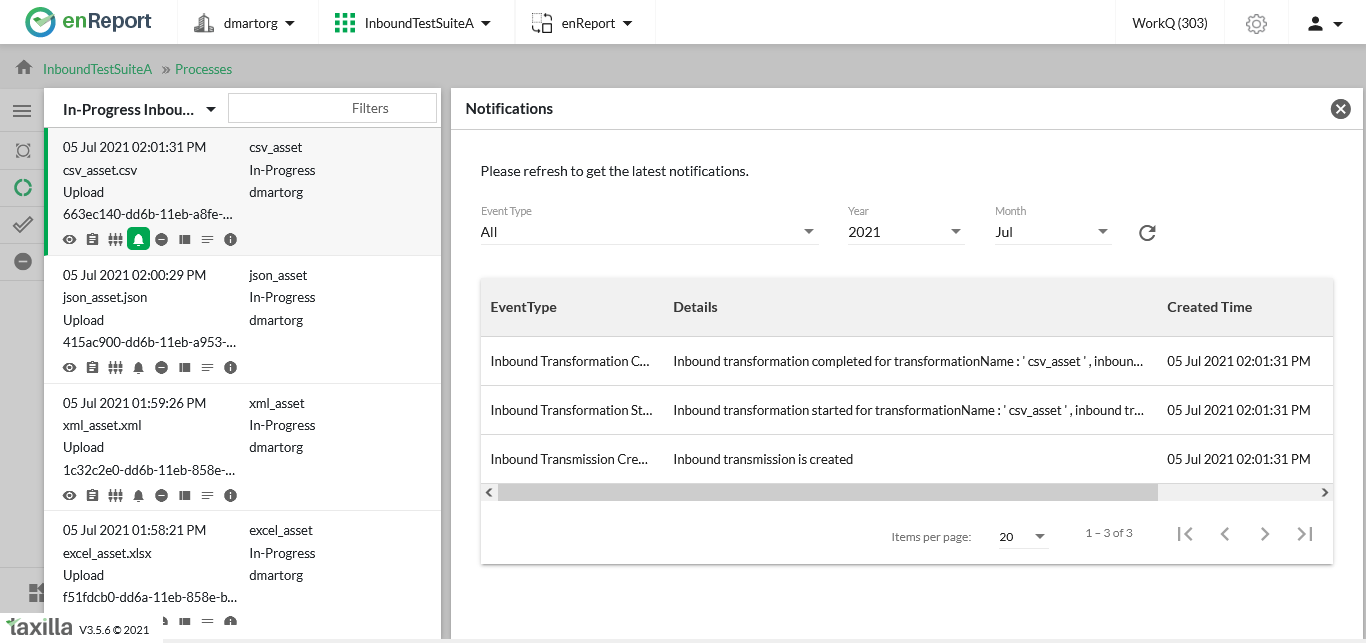 enReport dmartorg InboundTestSuiteA enReport WorkQ (303)
InboundTestSuiteA » Processes
In-Progress Inbou... Filters
05 Jul 2021 02:01:31 PM csv_asset
csv_asset.csv In-Progress
Upload dmartorg
663ec140-dd6b-11eb-a8fe-...
05 Jul 2021 02:00:29 PM json_asset
json_asset.json In-Progress
Upload dmartorg
415ac900-dd6b-11eb-a953-...
05 Jul 2021 01:59:26 PM xml_asset
xml_asset.xml In-Progress
Upload dmartorg
1c32c2e0-dd6b-11eb-858e-...
05 Jul 2021 01:58:21 PM excel_asset
excel_asset.xlsx In-Progress
Upload dmartorg
f51fdcb0-dd6a-11eb-858e-b...
taxilla V3.5.6 © 2021
Notifications
Please refresh to get the latest notifications.
Event Type Year Month
All 2021 Jul
EventType Details Created Time
Inbound Transformation C... Inbound transformation completed for transformationName : ' csv_asset ' , inboun... 05 Jul 2021 02:01:31 PM
Inbound Transformation St... Inbound transformation started for transformationName : ' csv_asset ' , inbound tr... 05 Jul 2021 02:01:31 PM
Inbound Transmission Cre... Inbound transmission is created 05 Jul 2021 02:01:31 PM
Items per page: 20 1 – 3 of 3